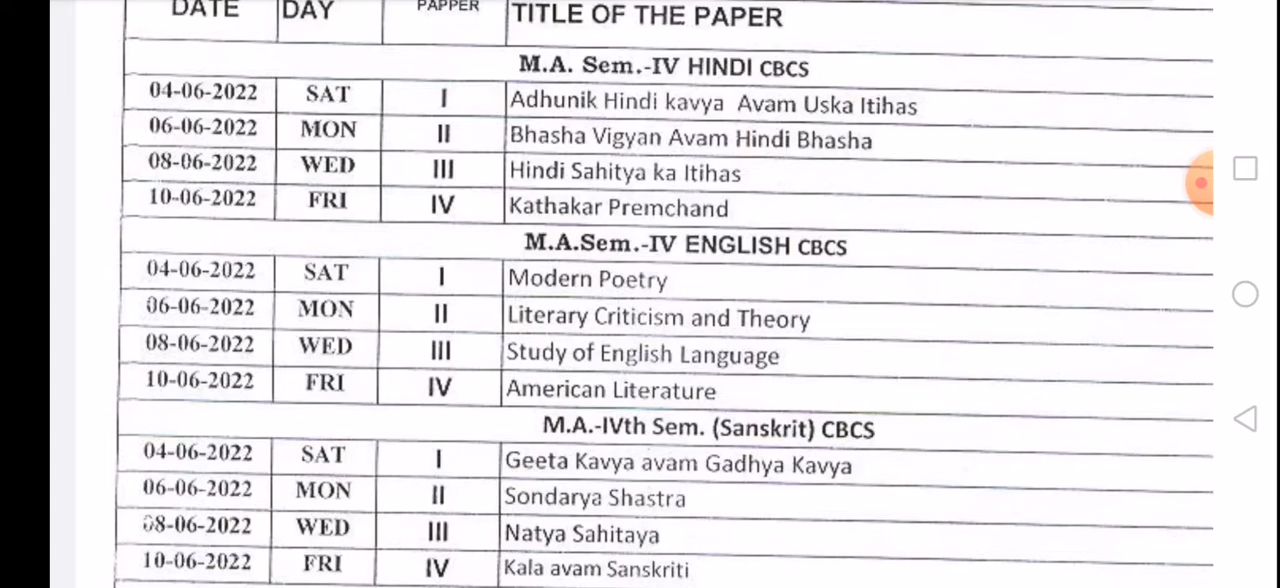 DATE DAY PAPPER TITLE OF THE PAPER
M.A. Sem.-IV HINDI CBCS
04-06-2022 SAT I Adhunik Hindi kavya Avam Uska Itihas
06-06-2022 MON II Bhasha Vigyan Avam Hindi Bhasha
08-06-2022 WED III Hindi Sahitya ka Itihas
10-06-2022 FRI IV Kathakar Premchand
M.A.Sem.-IV ENGLISH CBCS
04-06-2022 SAT I Modern Poetry
06-06-2022 MON II Literary Criticism and Theory
08-06-2022 WED III Study of English Language
10-06-2022 FRI IV American Literature
M.A.-IVth Sem. (Sanskrit) CBCS
04-06-2022 SAT I Geeta Kavya avam Gadhya Kavya
06-06-2022 MON II Sondarya Shastra
08-06-2022 WED III Natya Sahitaya
10-06-2022 FRI IV Kala avam Sanskriti